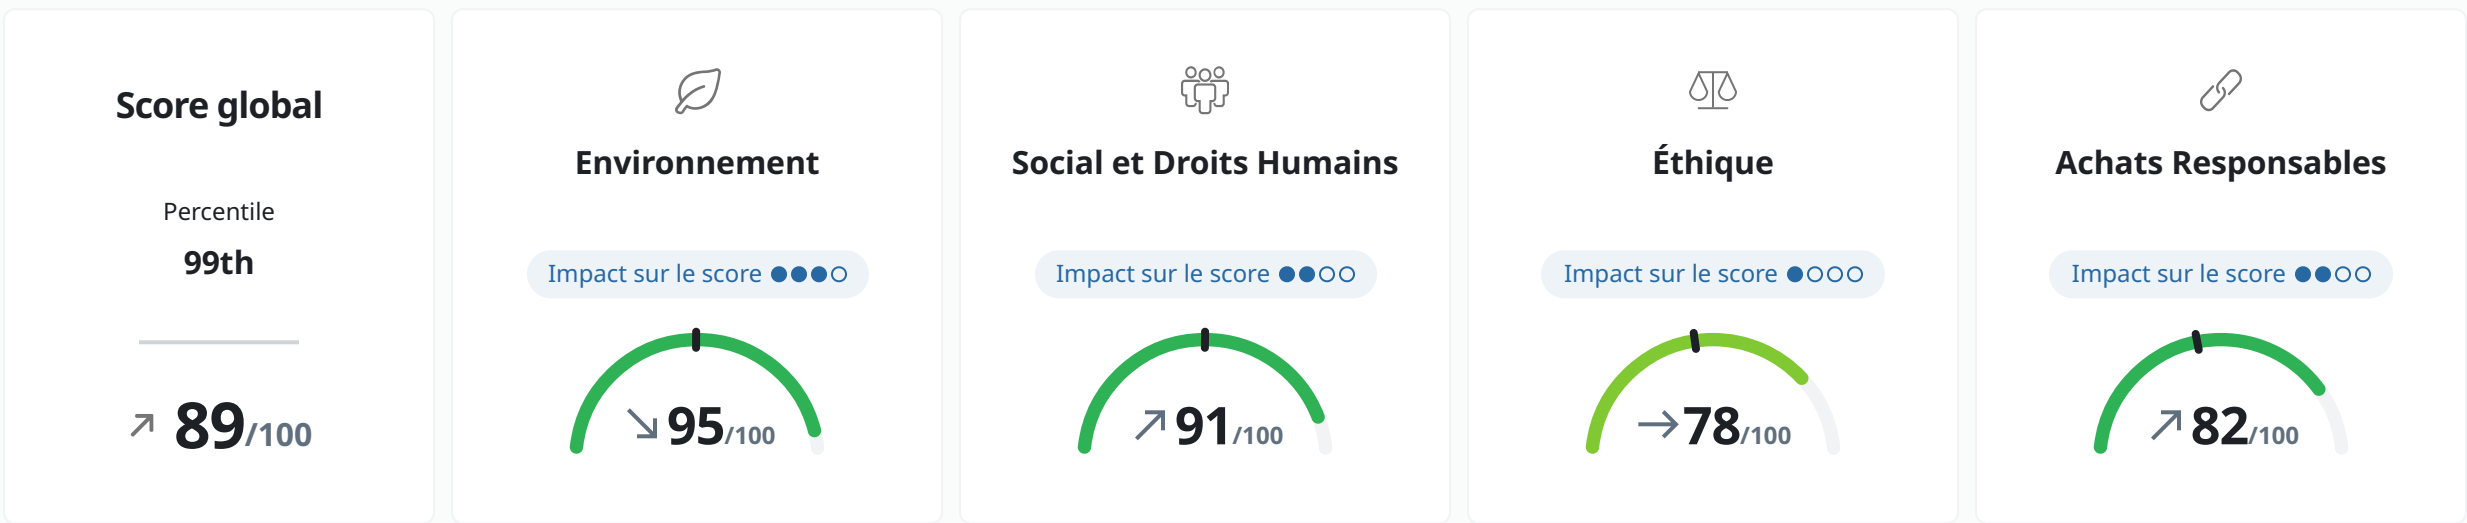 Score global
Percentile
99th
89/100
Environnement
Impact sur le score
95/100
Social et Droits Humains
Impact sur le score
91/100
Éthique
Impact sur le score
78/100
Achats Responsables
Impact sur le score
82/100